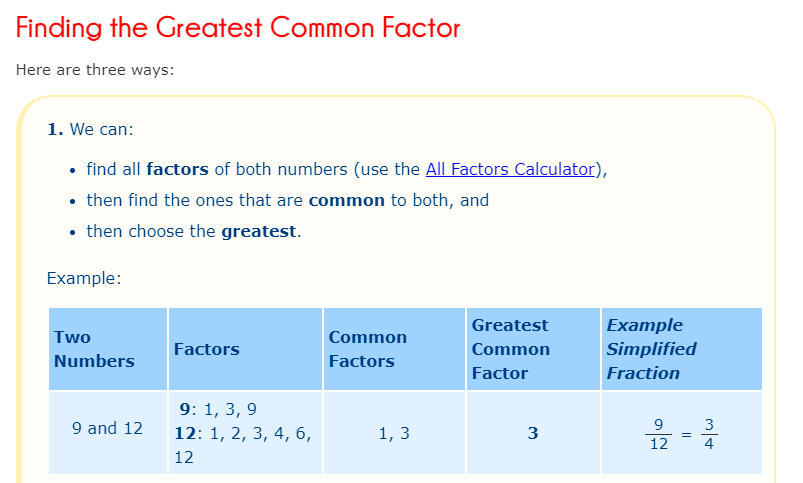 Finding the Greatest Common Factor
Here are three ways:
1. We can:
• find all factors of both numbers (use the All Factors Calculator),
• then find the ones that are common to both, and
• then choose the greatest.
Example:
Two
Numbers
Factors
Common
Factors
Greatest
Common
Factor
Example
Simplified
Fraction
9 and 12
9: 1, 3, 9
12: 1, 2, 3, 4, 6,
12
1, 3
3
9/12 = 3/4